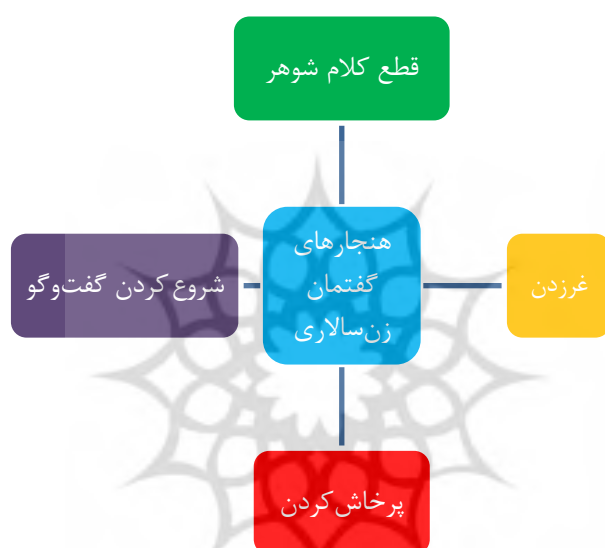 قطع کلام شوهر
هنجارهای
گفتمان
زن‌سالاری
غرزدن
شروع کردن گفت‌وگو
پرخاش‌کردن